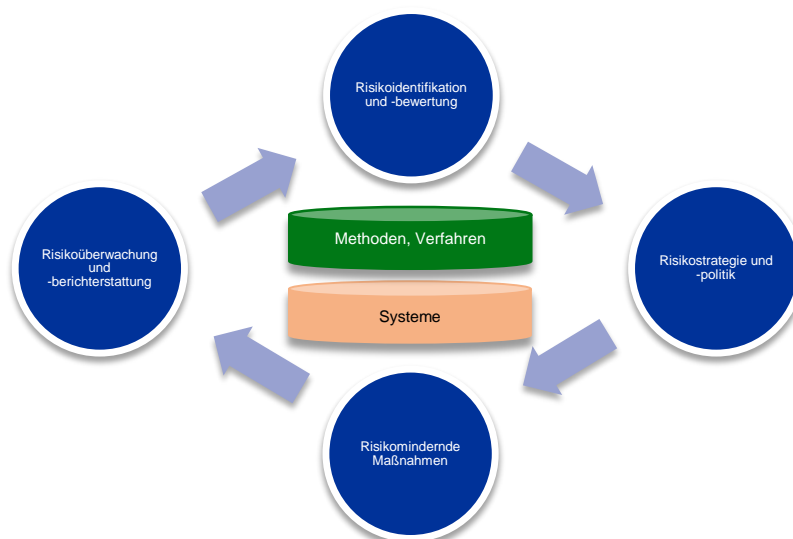 Risikoidentifikation
und -bewertung
Methoden, Verfahren
Risikoüberwachung
und
-berichterstattung
Risikostrategie und
-politik
Systeme
Risikomindernde
Maßnahmen